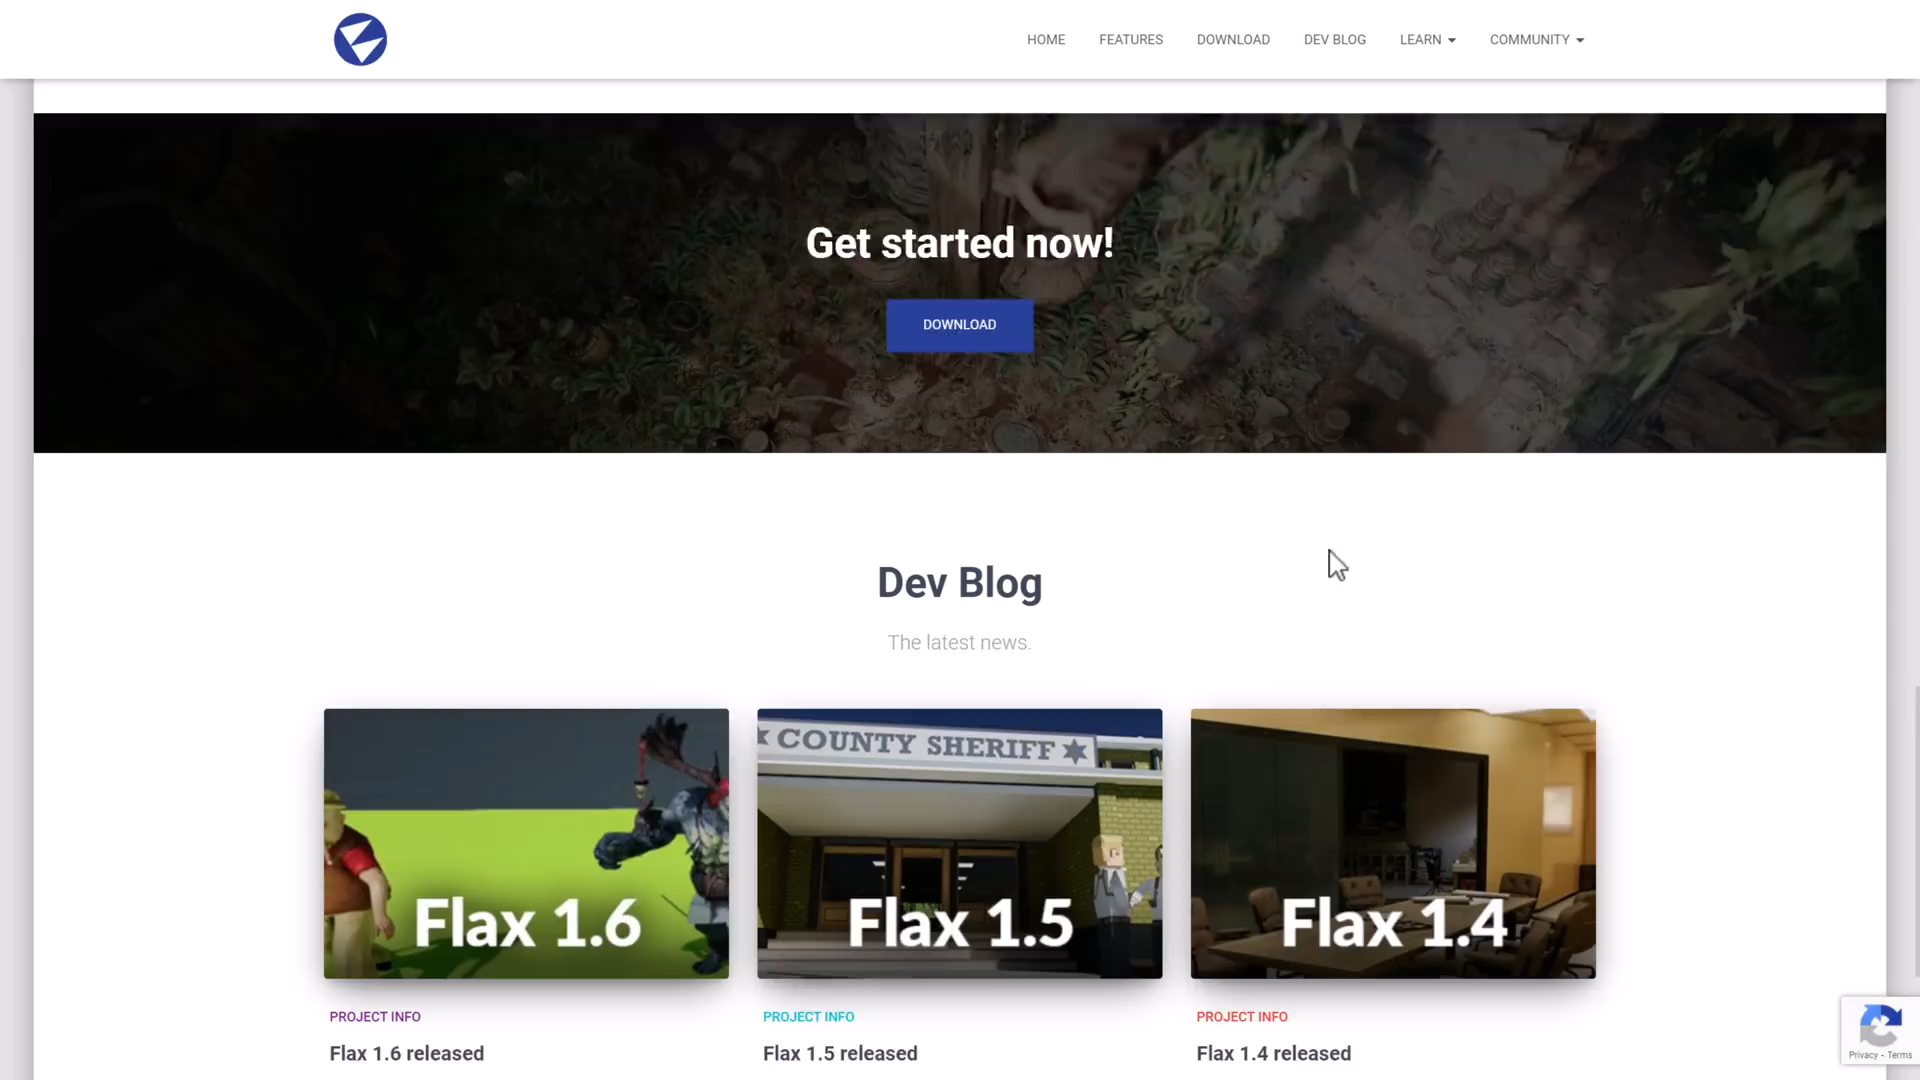 HOME
FEATURES
DOWNLOAD
DEV BLOG
LEARN
COMMUNITY
Get started now!
DOWNLOAD
Dev Blog
The latest news.
COUNTY SHERIFF
Flax 1.6
Flax 1.5
Flax 1.4
PROJECT INFO
PROJECT INFO
PROJECT INFO
Flax 1.6 released
Flax 1.5 released
Flax 1.4 released
Privacy - Terms